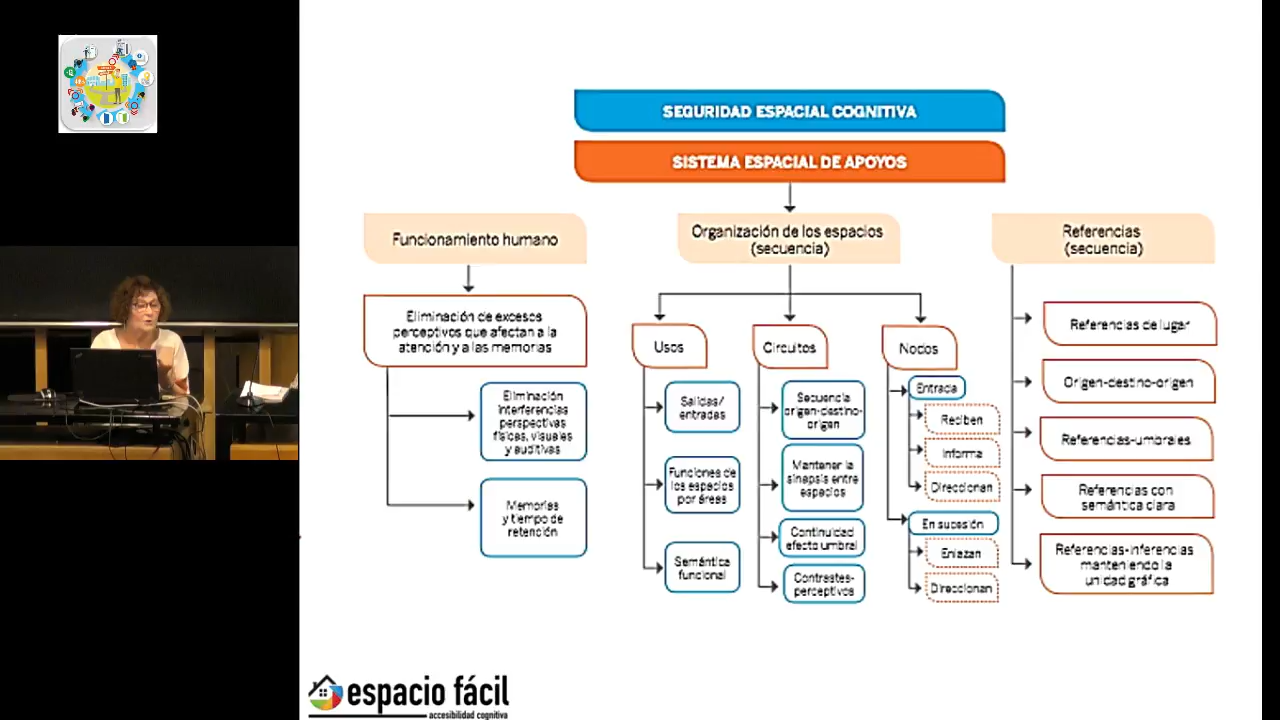 SEGURIDAD ESPACIAL COGNITIVA
SISTEMA ESPACIAL DE APOYOS
Funcionamiento humano
Eliminación de excesos
perceptivos que afectan a la
atención y a las memorias
Eliminación
interferencias
perspectivas
físicas, visuales
y auditivas
Memorias
y tiempo de
retención
Organización de los espacios
(secuencia)
Usos
Salidas/
entradas
Funciones de
los espacios
por áreas
Semántica
funcional
Circuitos
Secuencia
origen-destino-
origen
Mantener la
sinapsis entre
espacios
Continuidad
efecto umbral
Contrastes-
perceptivos
Nodos
Entrada
Reciben
Informa
Direccionan
En sucesión
Enlazan
Direccionan
Referencias
(secuencia)
Referencias de lugar
Origen-destino-origen
Referencias-umbrales
Referencias con
semántica clara
Referencias-inferencias
manteniendo la
unidad gráfica
espacio fácil
accesibilidad cognitiva